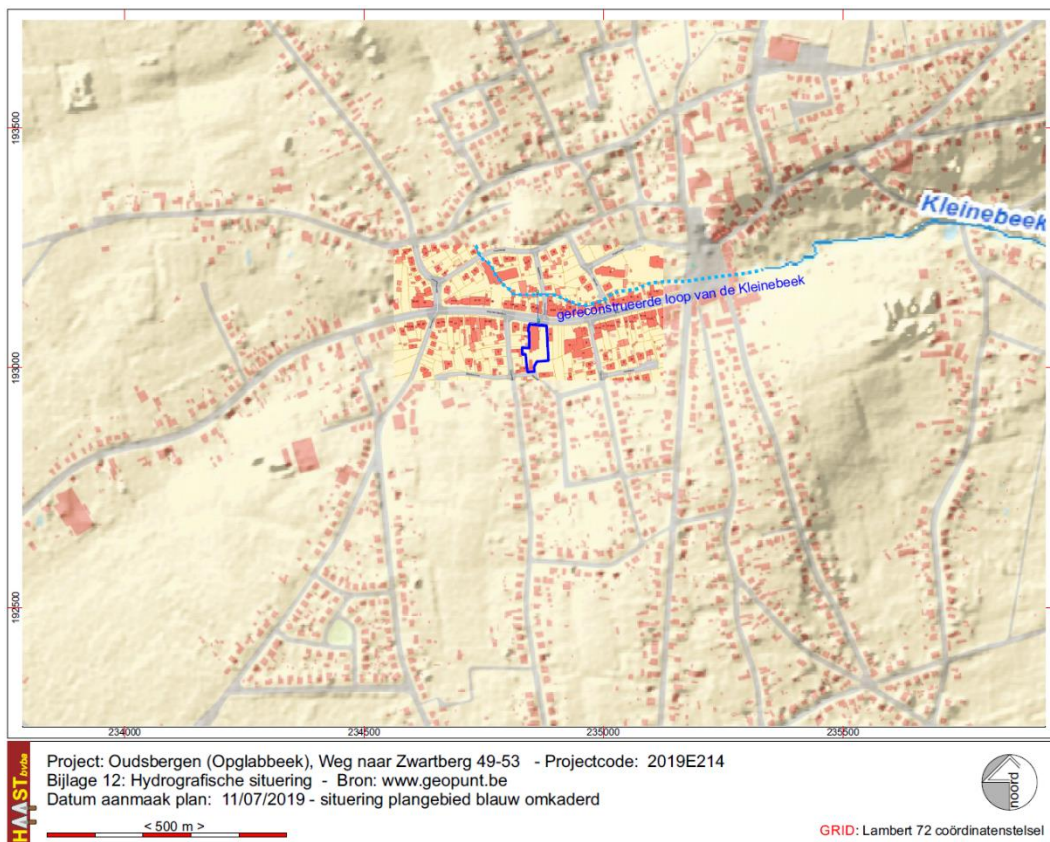 193500
193000
192500
Kleinebeek
gereconstrueerde loop van de Kleinebeek
234000
234500
235000
235500
HAAST bvba
Project: Oudsbergen (Opglabbeek), Weg naar Zwartberg 49-53 - Projectcode: 2019E214
Bijlage 12: Hydrografische situering - Bron: www.geopunt.be
Datum aanmaak plan: 11/07/2019 - situering plangebied blauw omkaderd
< 500 m >
noord
GRID: Lambert 72 coördinatenstelsel